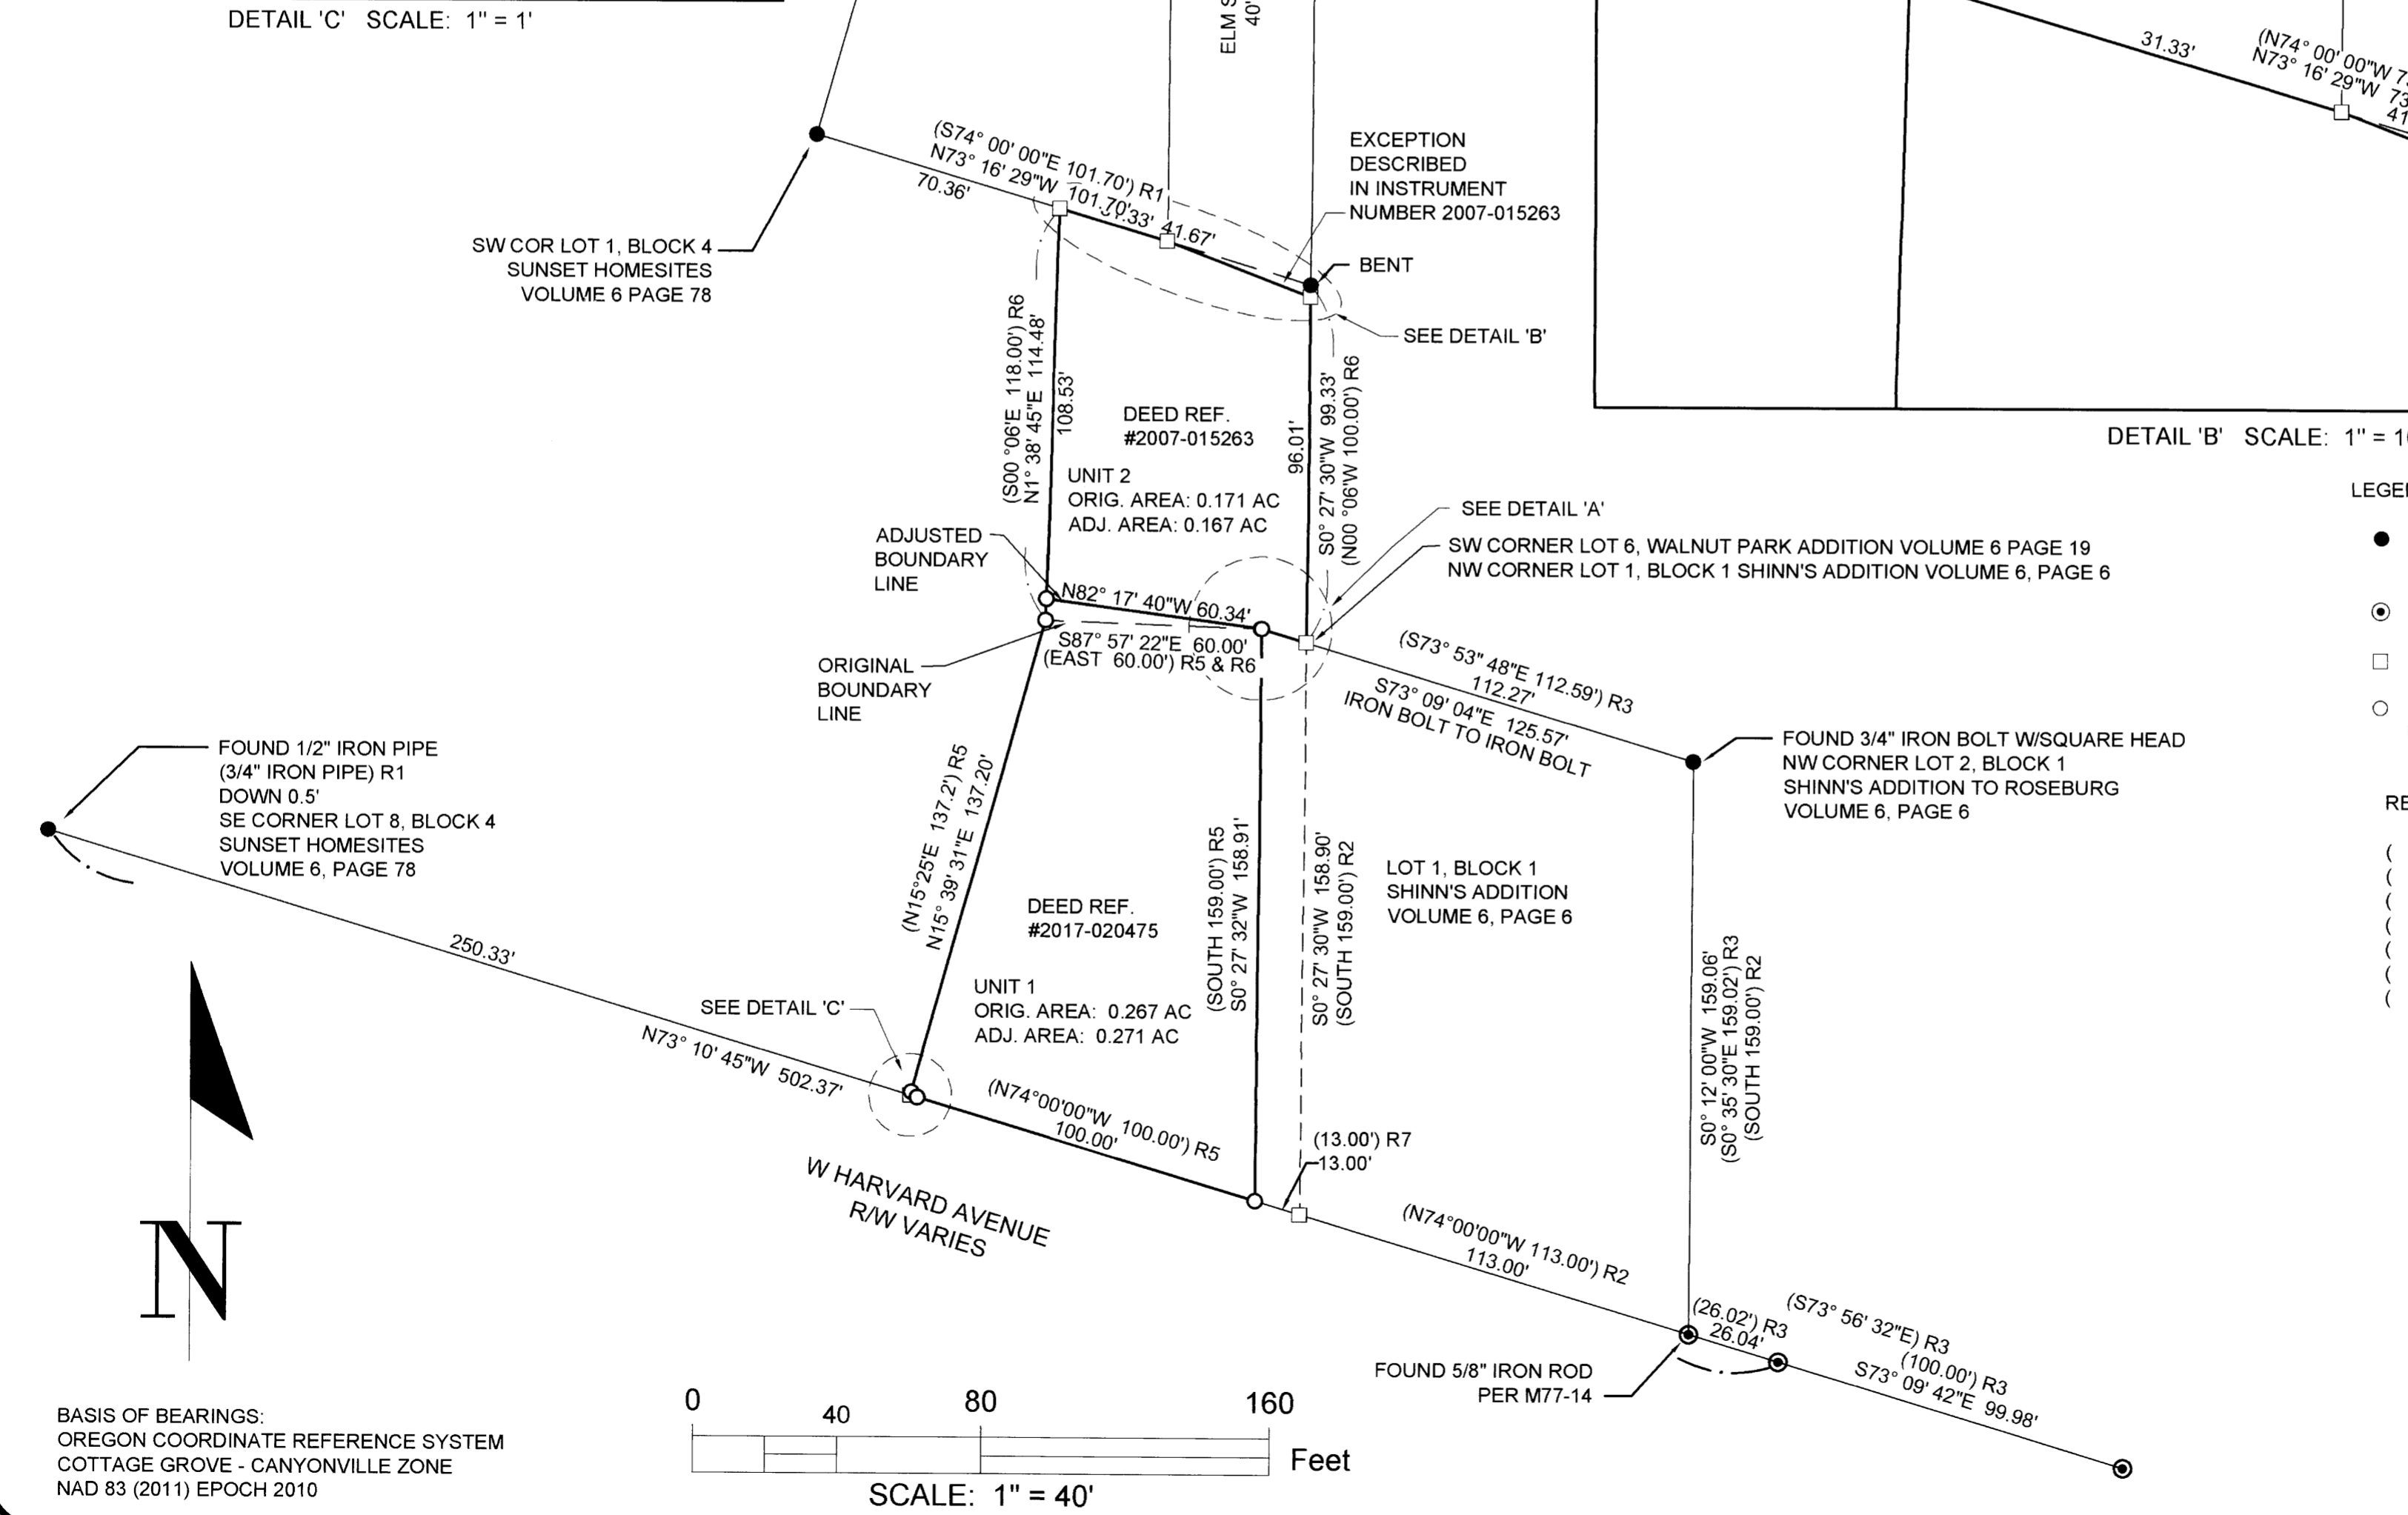 DETAIL 'C' SCALE: 1" = 1'
ELM S
40'
31.33'
(N74° 00' 00"W 7
N73° 16' 29"W 73
41
(S74° 00' 00"E 101.70') R1
N73° 16' 29"W 101.70'
70.36'
31.33'
41.67'
EXCEPTION
DESCRIBED
IN INSTRUMENT
NUMBER 2007-015263
BENT
SEE DETAIL 'B'
SW COR LOT 1, BLOCK 4
SUNSET HOMESITES
VOLUME 6 PAGE 78
(S00 °06'E 118.00') R6
N1° 38' 45"E 114.48'
108.53'
DEED REF.
#2007-015263
UNIT 2
ORIG. AREA: 0.171 AC
ADJ. AREA: 0.167 AC
96.01'
S0° 27' 30"W 99.33'
(N00 °06'W 100.00') R6
DETAIL 'B' SCALE: 1" = 1
LEGE
SEE DETAIL 'A'
SW CORNER LOT 6, WALNUT PARK ADDITION VOLUME 6 PAGE 19
NW CORNER LOT 1, BLOCK 1 SHINN'S ADDITION VOLUME 6, PAGE 6
ADJUSTED
BOUNDARY
LINE
N82° 17' 40"W 60.34'
S87° 57' 22"E 60.00'
(EAST 60.00') R5 & R6
ORIGINAL
BOUNDARY
LINE
(S73° 53" 48"E 112.59') R3
112.27'
S73° 09' 04"E 125.57'
IRON BOLT TO IRON BOLT
FOUND 3/4" IRON BOLT W/SQUARE HEAD
NW CORNER LOT 2, BLOCK 1
SHINN'S ADDITION TO ROSEBURG
VOLUME 6, PAGE 6
RE
(
(
(
(
(
(
(
FOUND 1/2" IRON PIPE
(3/4" IRON PIPE) R1
DOWN 0.5'
SE CORNER LOT 8, BLOCK 4
SUNSET HOMESITES
VOLUME 6, PAGE 78
(N15°25'E 137.2') R5
N15° 39' 31"E 137.20'
(SOUTH 159.00') R5
S0° 27' 32"W 158.91'
S0° 27' 30"W 158.90'
(SOUTH 159.00') R2
LOT 1, BLOCK 1
SHINN'S ADDITION
VOLUME 6, PAGE 6
DEED REF.
#2017-020475
UNIT 1
ORIG. AREA: 0.267 AC
ADJ. AREA: 0.271 AC
250.33'
SEE DETAIL 'C'
N73° 10' 45"W 502.37'
S0° 12' 00"W 159.06'
(S0° 35' 30"E 159.02') R3
(SOUTH 159.00') R2
(N74°00'00"W 100.00') R5
100.00'
(13.00') R7
13.00'
W HARVARD AVENUE
R/W VARIES
(N74°00'00"W 113.00') R2
113.00'
(26.02') R3
26.04'
(S73° 56' 32"E) R3
(100.00') R3
S73° 09' 42"E 99.98'
FOUND 5/8" IRON ROD
PER M77-14
N
BASIS OF BEARINGS:
OREGON COORDINATE REFERENCE SYSTEM
COTTAGE GROVE - CANYONVILLE ZONE
NAD 83 (2011) EPOCH 2010
0 40 80 160
Feet
SCALE: 1" = 40'